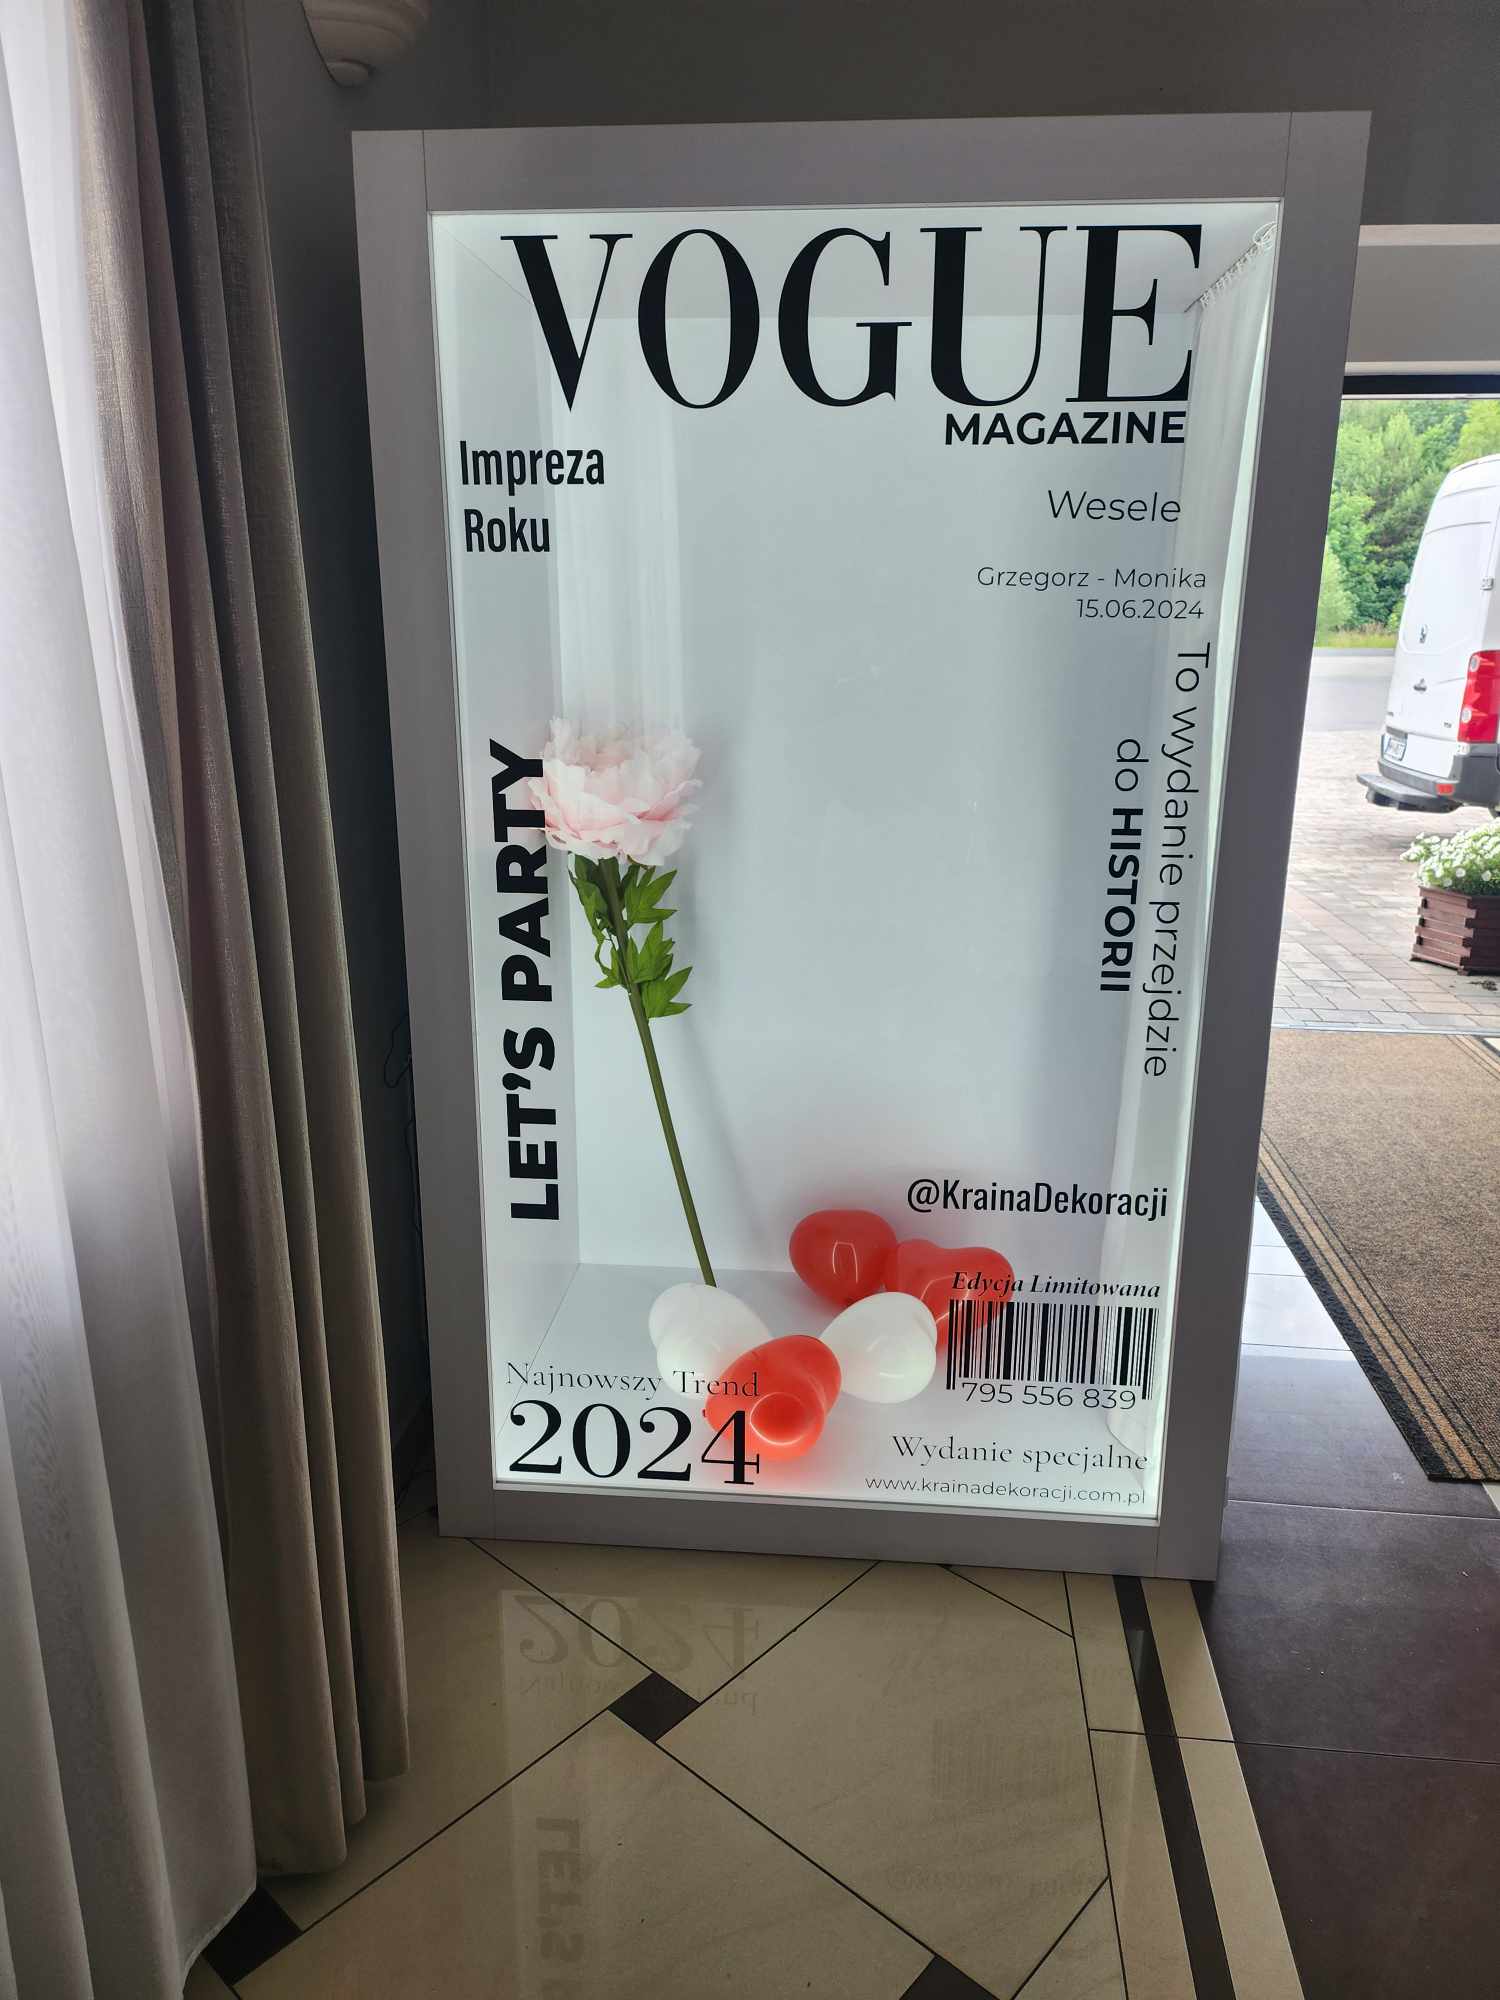 VOGUE
MAGAZINE
Impreza
Roku
Wesele
Grzegorz - Monika
15.06.2024
To wydanie przejdzie
do HISTORII
LET'S PARTY
@KrainaDekoracji
Edycja Limitowana
795 556 839
Najnowszy Trend
2024
Wydanie specjalne
www.krainadekoracji.com.pl